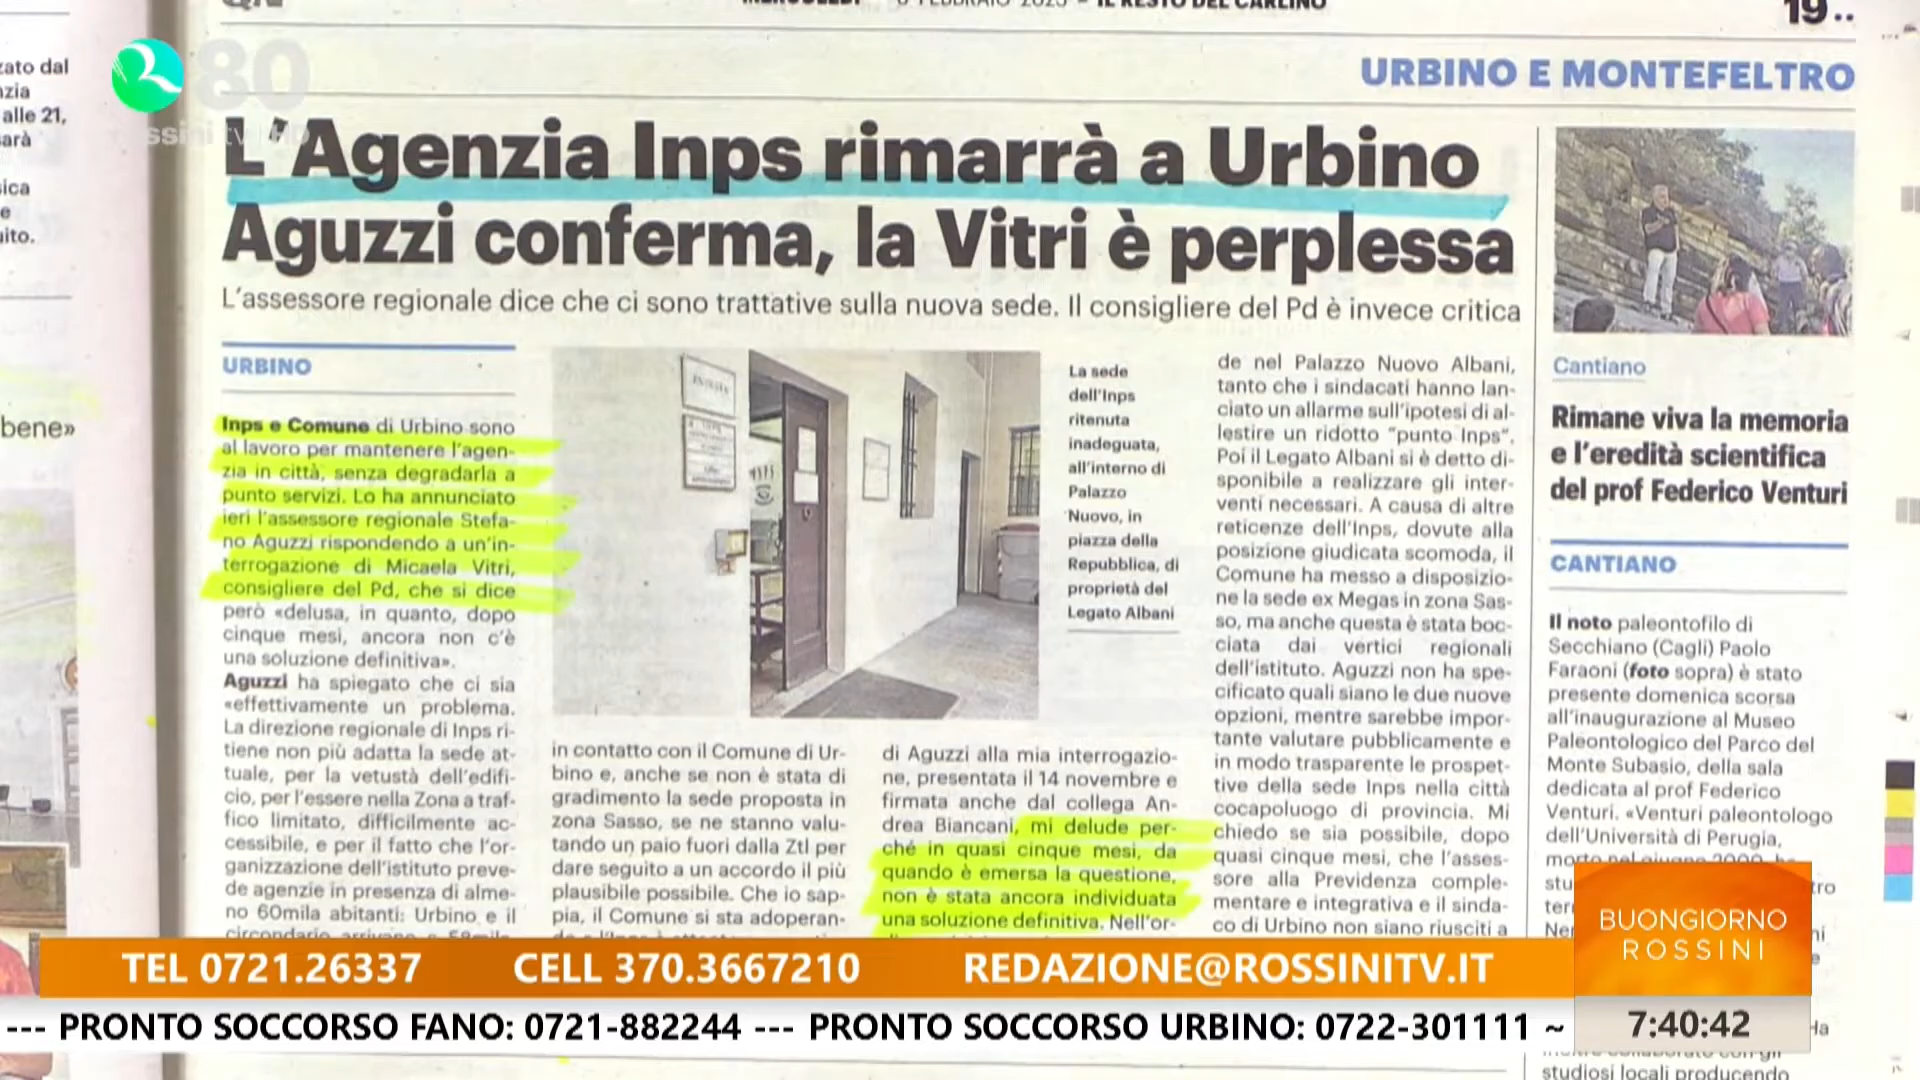 IL RESTO DEL CARLINO
19
80
URBINO E MONTEFELTRO
L'Agenzia Inps rimarrà a Urbino
Aguzzi conferma, la Vitri è perplessa
L'assessore regionale dice che ci sono trattative sulla nuova sede. Il consigliere del Pd è invece critica
zato dal
alle 21,
arà
bene»
URBINO
Inps e Comune di Urbino sono
al lavoro per mantenere l'agen-
zia in città, senza degradarla a
punto servizi. Lo ha annunciato
ieri l'assessore regionale Stefa-
no Aguzzi rispondendo a un'in-
terrogazione di Micaela Vitri,
consigliere del Pd, che si dice
però «delusa, in quanto, dopo
cinque mesi, ancora non c'è
una soluzione definitiva».
Aguzzi ha spiegato che ci sia
«effettivamente un problema.
La direzione regionale di Inps ri-
tiene non più adatta la sede at-
tuale, per la vetustà dell'edifi-
cio, per l'essere nella Zona a traf-
fico limitato, difficilmente ac-
cessibile, e per il fatto che l'or-
ganizzazione dell'istituto preve-
de agenzie in presenza di alme-
no 60mila abitanti: Urbino e il
La sede
dell'Inps
ritenuta
inadeguata,
all'interno di
Palazzo
Nuovo, in
piazza della
Repubblica, di
proprietà del
Legato Albani
in contatto con il Comune di Ur-
bino e, anche se non è stata di
gradimento la sede proposta in
zona Sasso, se ne stanno valu-
tando un paio fuori dalla Ztl per
dare seguito a un accordo il più
plausibile possibile. Che io sap-
pia, il Comune si sta adoperan-
di Aguzzi alla mia interrogazio-
ne, presentata il 14 novembre e
firmata anche dal collega An-
drea Biancani, mi delude per-
ché in quasi cinque mesi, da
quando è emersa la questione,
non è stata ancora individuata
una soluzione definitiva. Nell'or-
de nel Palazzo Nuovo Albani,
tanto che i sindacati hanno lan-
ciato un allarme sull'ipotesi di al-
lestire un ridotto "punto Inps".
Poi il Legato Albani si è detto di-
sponibile a realizzare gli inter-
venti necessari. A causa di altre
reticenze dell'Inps, dovute alla
posizione giudicata scomoda, il
Comune ha messo a disposizio-
ne la sede ex Megas in zona Sas-
so, ma anche questa è stata boc-
ciata dai vertici regionali
dell'istituto. Aguzzi non ha spe-
cificato quali siano le due nuove
opzioni, mentre sarebbe impor-
tante valutare pubblicamente e
in modo trasparente le prospet-
tive della sede Inps nella città
cocapoluogo di provincia. Mi
chiedo se sia possibile, dopo
quasi cinque mesi, che l'asses-
sore alla Previdenza comple-
mentare e integrativa e il sinda-
co di Urbino non siano riusciti a
Cantiano
Rimane viva la memoria
e l'eredità scientifica
del prof Federico Venturi
CANTIANO
Il noto paleontofilo di
Secchiano (Cagli) Paolo
Faraoni (foto sopra) è stato
presente domenica scorsa
all'inaugurazione al Museo
Paleontologico del Parco del
Monte Subasio, della sala
dedicata al prof Federico
Venturi. «Venturi paleontologo
dell'Università di Perugia,
studiosi locali producendo
TEL 0721.26337 CELL 370.3667210 REDAZIONE@ROSSINITV.IT
BUONGIORNO
ROSSINI
--- PRONTO SOCCORSO FANO: 0721-882244 --- PRONTO SOCCORSO URBINO: 0722-301111 ~
7:40:42